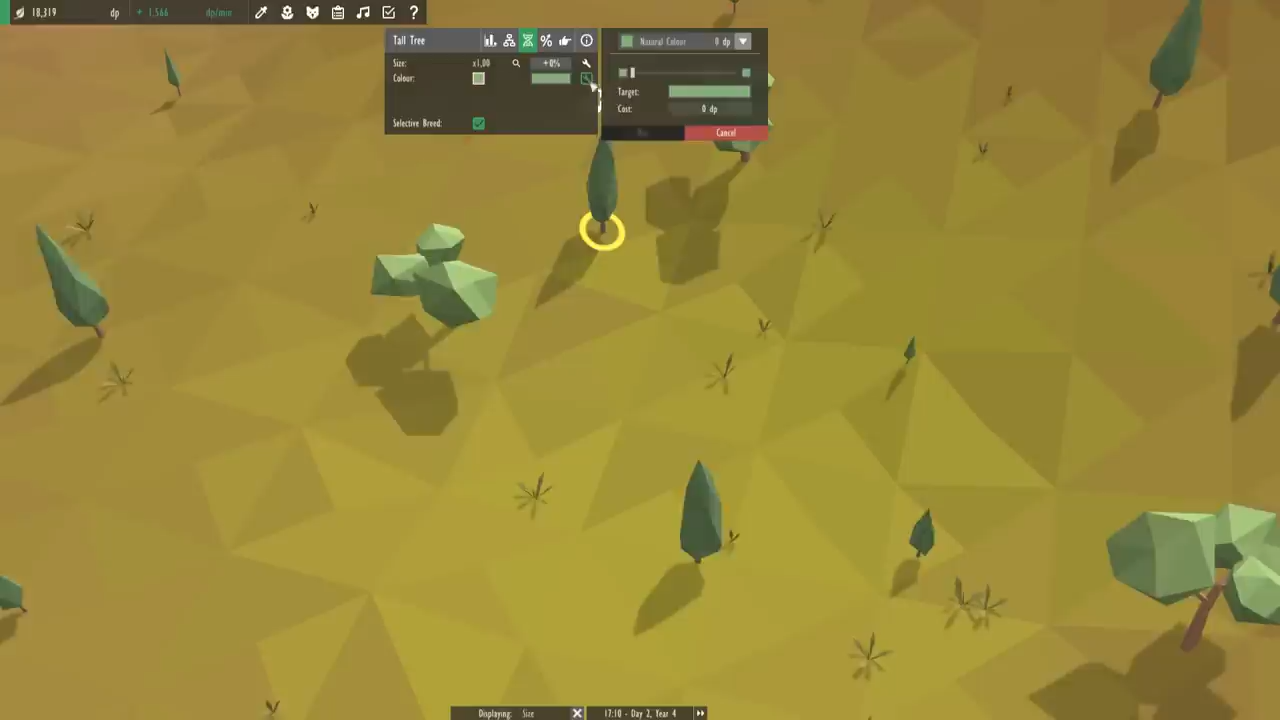 18,319 dp + 1,566 dp/min ?
Tall Tree
Size: x1.00 +0%
Colour:
Selective Breed:
Natural Colour 0 dp
Target:
Cost: 0 dp
Cancel
Displaying: Size 17:10 - Day 2, Year 4